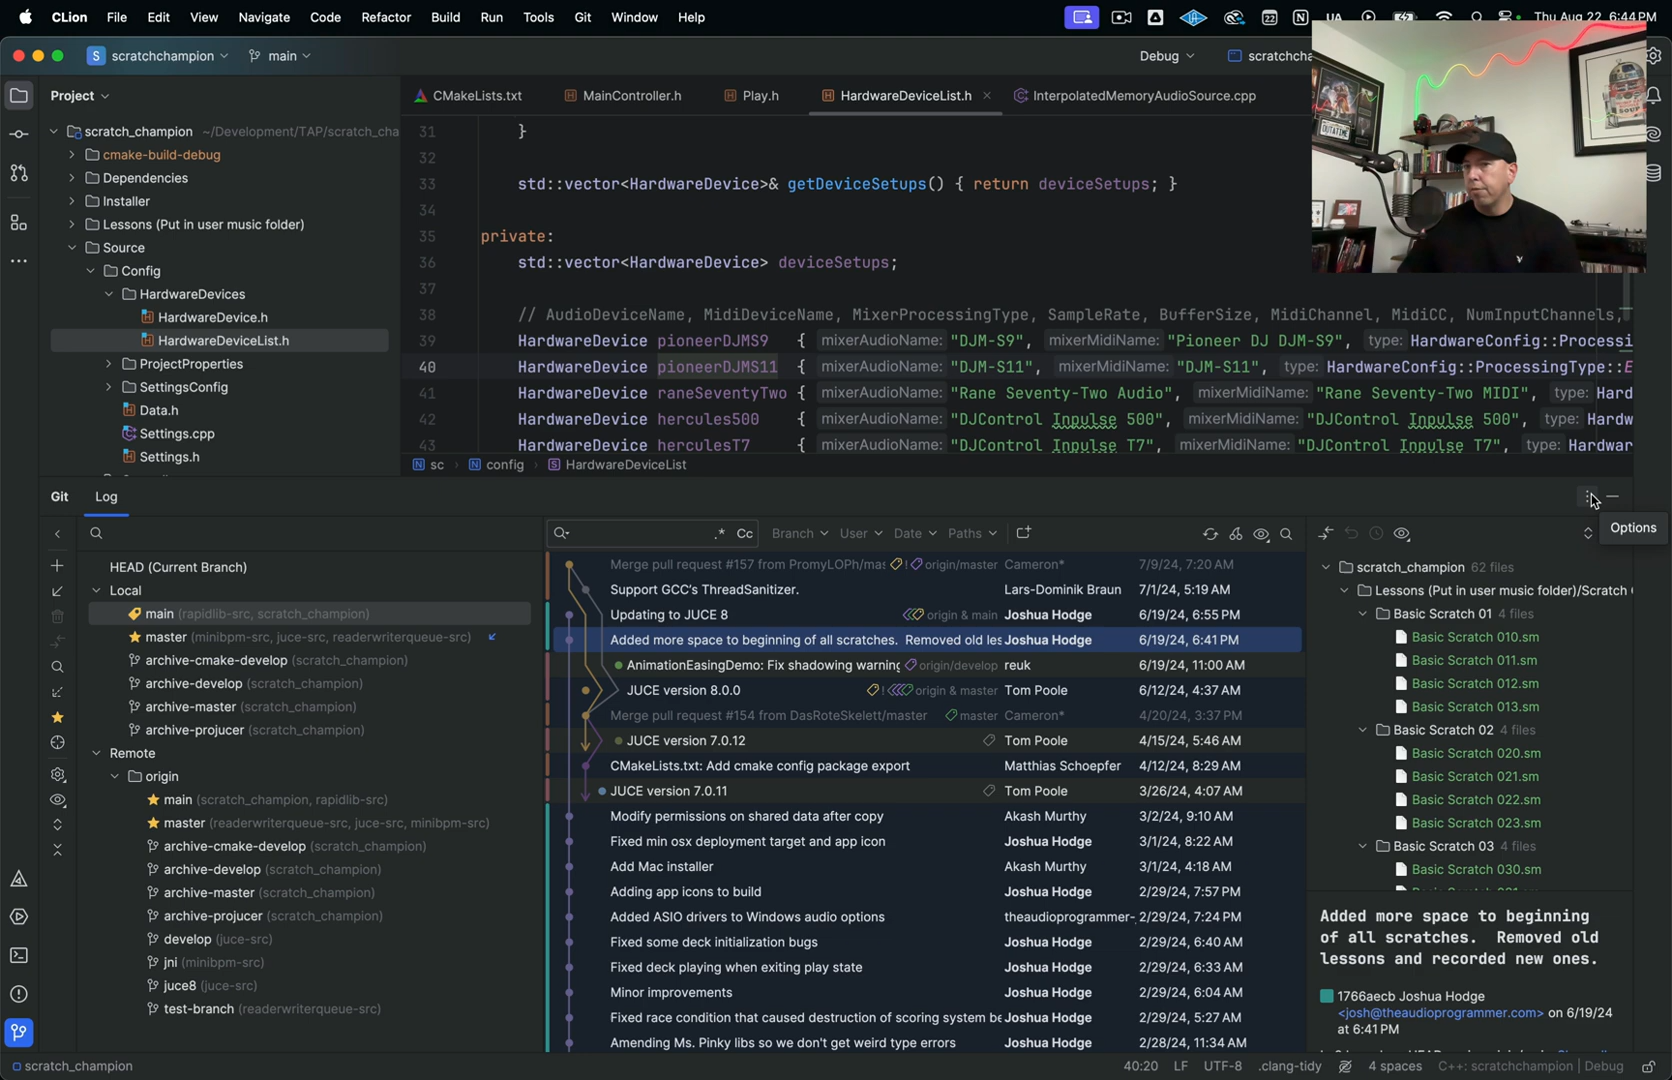 CLion File Edit View Navigate Code Refactor Build Run Tools Git Window Help
Thu Aug 22 6:44 PM
S scratchchampion main
Debug scratchcha
Project
CMakeLists.txt MainController.h Play.h HardwareDeviceList.h InterpolatedMemoryAudioSource.cpp
scratch_champion ~/Development/TAP/scratch_cha
cmake-build-debug
Dependencies
Installer
Lessons (Put in user music folder)
Source
Config
HardwareDevices
HardwareDevice.h
HardwareDeviceList.h
ProjectProperties
SettingsConfig
Data.h
Settings.cpp
Settings.h
31 }
32
33 std::vector<HardwareDevice>& getDeviceSetups() { return deviceSetups; }
34
35 private:
36 std::vector<HardwareDevice> deviceSetups;
37
38 // AudioDeviceName, MidiDeviceName, MixerProcessingType, SampleRate, BufferSize, MidiChannel, MidiCC, NumInputChannels,
39 HardwareDevice pioneerDJMS9 { mixerAudioName: "DJM-S9", mixerMidiName: "Pioneer DJ DJM-S9", type: HardwareConfig::Processi
40 HardwareDevice pioneerDJMS11 { mixerAudioName: "DJM-S11", mixerMidiName: "DJM-S11", type: HardwareConfig::ProcessingType::E
41 HardwareDevice raneSeventyTwo { mixerAudioName: "Rane Seventy-Two Audio", mixerMidiName: "Rane Seventy-Two MIDI", type: Hard
42 HardwareDevice hercules500 { mixerAudioName: "DJControl Inpulse 500", mixerMidiName: "DJControl Inpulse 500", type: Hardw
43 HardwareDevice herculesT7 { mixerAudioName: "DJControl Inpulse T7", mixerMidiName: "DJControl Inpulse T7", type: Hardwar
N sc N config S HardwareDeviceList
Git Log
Options
HEAD (Current Branch)
Local
main (rapidlib-src, scratch_champion)
master (minibpm-src, juce-src, readerwriterqueue-src)
archive-cmake-develop (scratch_champion)
archive-develop (scratch_champion)
archive-master (scratch_champion)
archive-projucer (scratch_champion)
Remote
origin
main (scratch_champion, rapidlib-src)
master (readerwriterqueue-src, juce-src, minibpm-src)
archive-cmake-develop (scratch_champion)
archive-develop (scratch_champion)
archive-master (scratch_champion)
archive-projucer (scratch_champion)
develop (juce-src)
jni (minibpm-src)
juce8 (juce-src)
test-branch (readerwriterqueue-src)
.* Cc Branch User Date Paths
Merge pull request #157 from PromyLOPh/mas origin/master Cameron* 7/9/24, 7:20 AM
Support GCC's ThreadSanitizer. Lars-Dominik Braun 7/1/24, 5:19 AM
Updating to JUCE 8 origin & main Joshua Hodge 6/19/24, 6:55 PM
Added more space to beginning of all scratches. Removed old les Joshua Hodge 6/19/24, 6:41 PM
AnimationEasingDemo: Fix shadowing warning origin/develop reuk 6/19/24, 11:00 AM
JUCE version 8.0.0 origin & master Tom Poole 6/12/24, 4:37 AM
Merge pull request #154 from DasRoteSkelett/master master Cameron* 4/20/24, 3:37 PM
JUCE version 7.0.12 Tom Poole 4/15/24, 5:46 AM
CMakeLists.txt: Add cmake config package export Matthias Schoepfer 4/12/24, 8:29 AM
JUCE version 7.0.11 Tom Poole 3/26/24, 4:07 AM
Modify permissions on shared data after copy Akash Murthy 3/2/24, 9:10 AM
Fixed min osx deployment target and app icon Joshua Hodge 3/1/24, 8:22 AM
Add Mac installer Akash Murthy 3/1/24, 4:18 AM
Adding app icons to build Joshua Hodge 2/29/24, 7:57 PM
Added ASIO drivers to Windows audio options theaudioprogrammer- 2/29/24, 7:24 PM
Fixed some deck initialization bugs Joshua Hodge 2/29/24, 6:40 AM
Fixed deck playing when exiting play state Joshua Hodge 2/29/24, 6:33 AM
Minor improvements Joshua Hodge 2/29/24, 6:04 AM
Fixed race condition that caused destruction of scoring system be Joshua Hodge 2/29/24, 5:27 AM
Amending Ms. Pinky libs so we don't get weird type errors Joshua Hodge 2/28/24, 11:34 AM
scratch_champion 62 files
Lessons (Put in user music folder)/Scratch
Basic Scratch 01 4 files
Basic Scratch 010.sm
Basic Scratch 011.sm
Basic Scratch 012.sm
Basic Scratch 013.sm
Basic Scratch 02 4 files
Basic Scratch 020.sm
Basic Scratch 021.sm
Basic Scratch 022.sm
Basic Scratch 023.sm
Basic Scratch 03 4 files
Basic Scratch 030.sm
Added more space to beginning
of all scratches. Removed old
lessons and recorded new ones.
1766aecb Joshua Hodge
<josh@theaudioprogrammer.com> on 6/19/24
at 6:41 PM
scratch_champion 40:20 LF UTF-8 .clang-tidy 4 spaces C++: scratchchampion | Debug